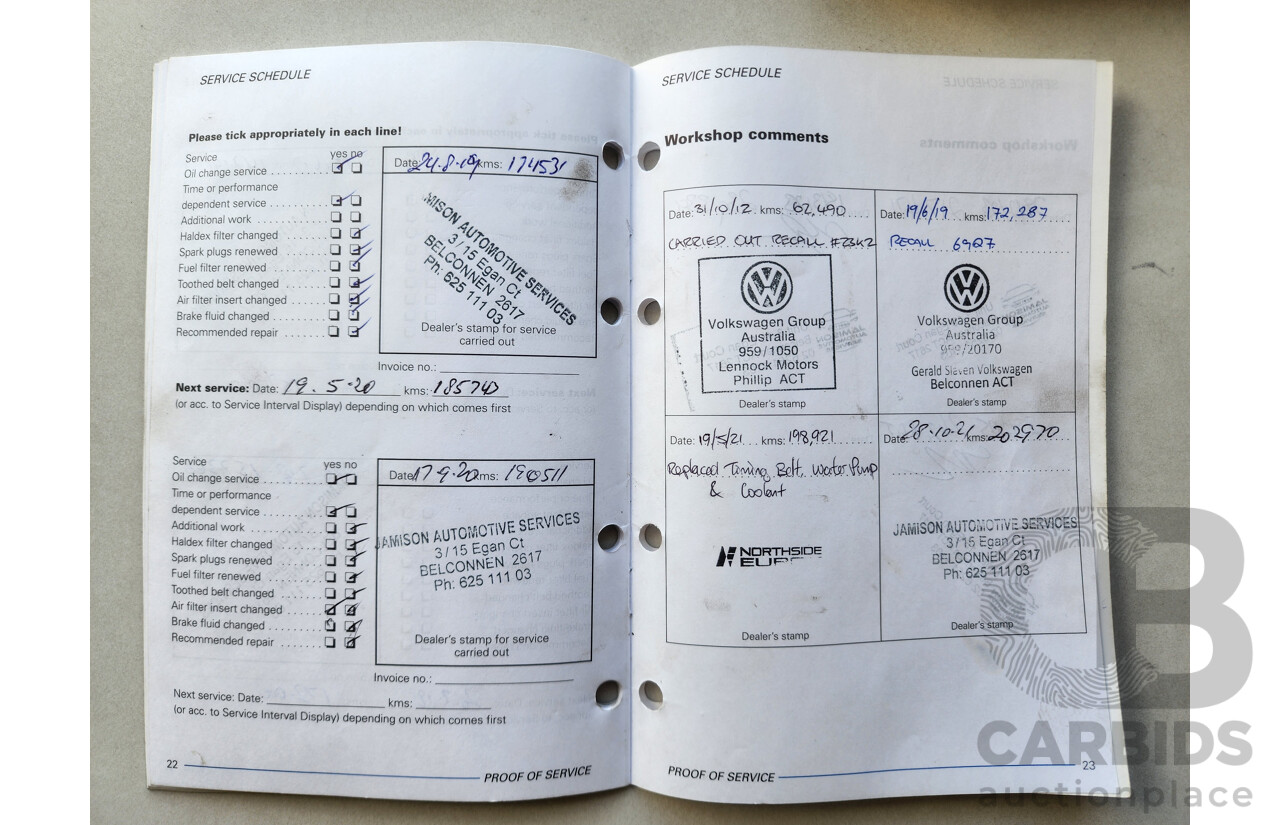 SERVICE SCHEDULE
Please tick appropriately in each line!
Service yes no
Oil change service
Time or performance
dependent service
Additional work
Haldex filter changed
Spark plugs renewed
Fuel filter renewed
Toothed belt changed
Air filter insert changed
Brake fluid changed
Recommended repair
Date: 24.8.19 kms: 174531
MISON AUTOMOTIVE SERVICES
3/15 Egan Ct
BELCONNEN 2617
Ph: 625 111 03
Dealer's stamp for service
carried out
Invoice no.:
Next service: Date: 19.5.20 kms: 185747
(or acc. to Service Interval Display) depending on which comes first
Service yes no
Oil change service
Time or performance
dependent service
Additional work
Haldex filter changed
Spark plugs renewed
Fuel filter renewed
Toothed belt changed
Air filter insert changed
Brake fluid changed
Recommended repair
Date: 17 9.20 kms: 190511
JAMISON AUTOMOTIVE SERVICES
3/15 Egan Ct
BELCONNEN 2617
Ph: 625 111 03
Dealer's stamp for service
carried out
Invoice no.:
Next service: Date: kms:
(or acc. to Service Interval Display) depending on which comes first
22 PROOF OF SERVICE
SERVICE SCHEDULE
Workshop comments
Date: 31/10/12 kms: 62,490
CARRIED OUT RECALL #23K2
Volkswagen Group
Australia
959/1050
Lennock Motors
Phillip ACT
Dealer's stamp
Date: 19/6/19 kms: 172,287
RECALL 69Q7
Volkswagen Group
Australia
959/20170
Gerald Slaven Volkswagen
Belconnen ACT
Dealer's stamp
Date: 19/5/21 kms: 198,921
Replaced Timing Belt, Water Pump
& Coolant
NORTHSIDE
Dealer's stamp
Date: 28.10.21 kms: 202970
JAMISON AUTOMOTIVE SERVICES
3/15 Egan Ct
BELCONNEN 2617
Ph: 625 111 03
Dealer's stamp
PROOF OF SERVICE 23
CARBIDS
auctionplace